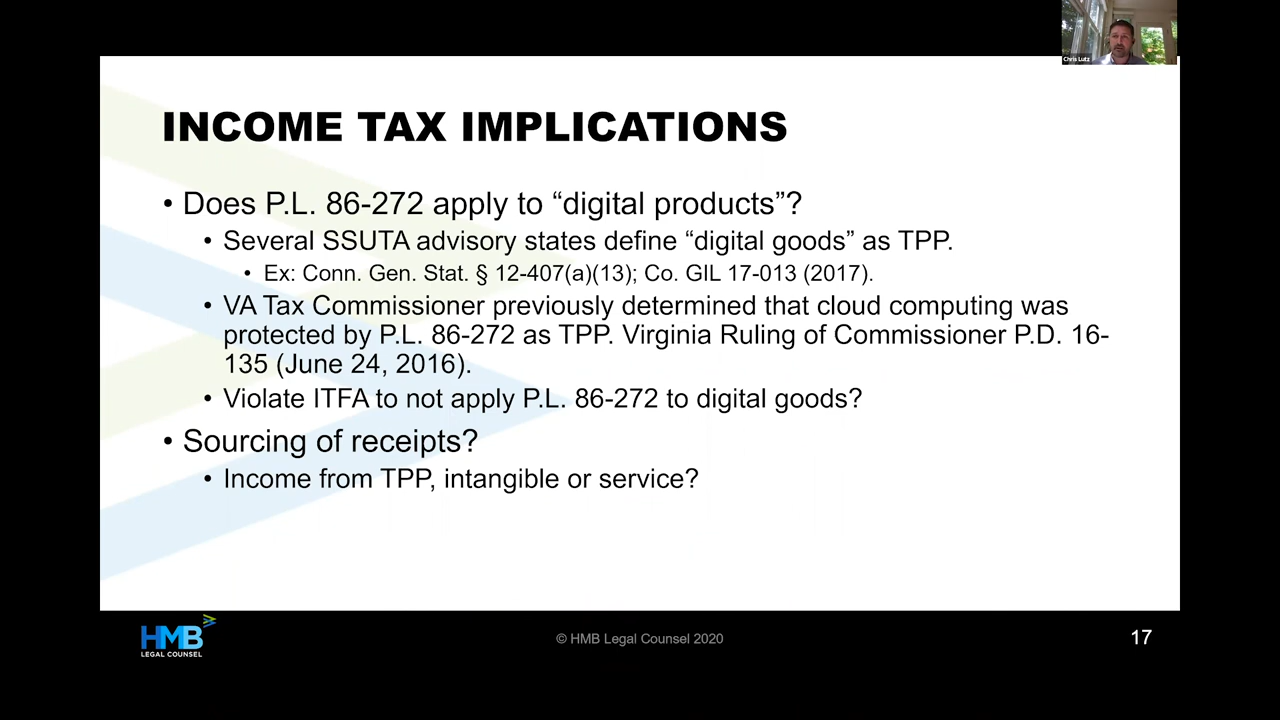 Chris Lutz
INCOME TAX IMPLICATIONS
• Does P.L. 86-272 apply to “digital products”?
• Several SSUTA advisory states define “digital goods” as TPP.
• Ex: Conn. Gen. Stat. § 12-407(a)(13); Co. GIL 17-013 (2017).
• VA Tax Commissioner previously determined that cloud computing was
protected by P.L. 86-272 as TPP. Virginia Ruling of Commissioner P.D. 16-
135 (June 24, 2016).
• Violate ITFA to not apply P.L. 86-272 to digital goods?
• Sourcing of receipts?
• Income from TPP, intangible or service?
HMB
LEGAL COUNSEL
© HMB Legal Counsel 2020
17